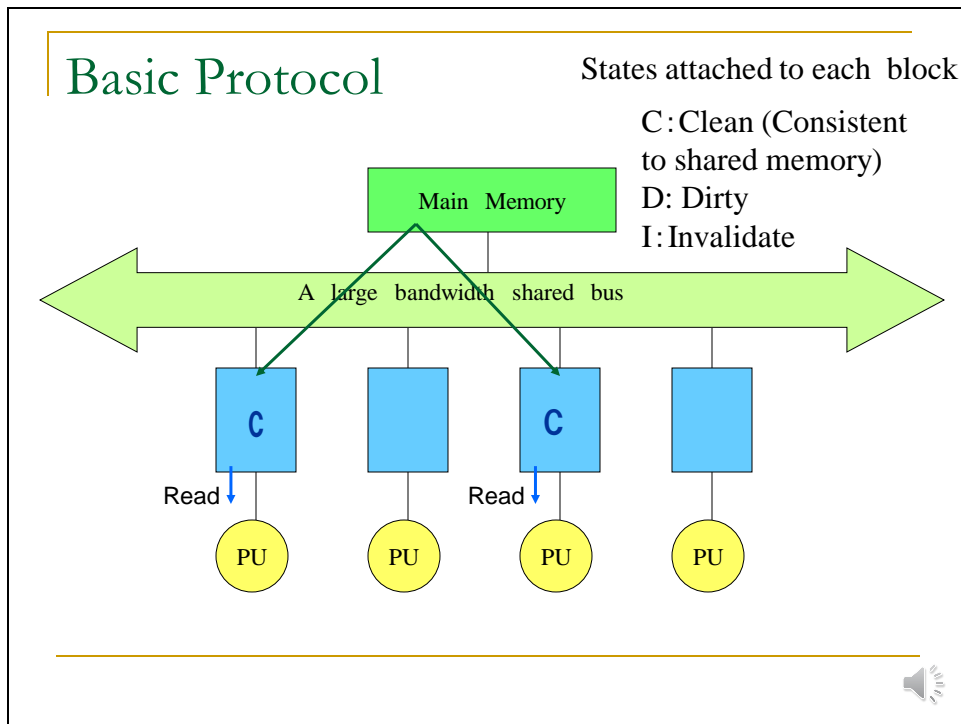 Basic Protocol
States attached to each block
C：Clean (Consistent
to shared memory)
D: Dirty
I：Invalidate
Main Memory
A large bandwidth shared bus
C
C
Read
Read
PU
PU
PU
PU